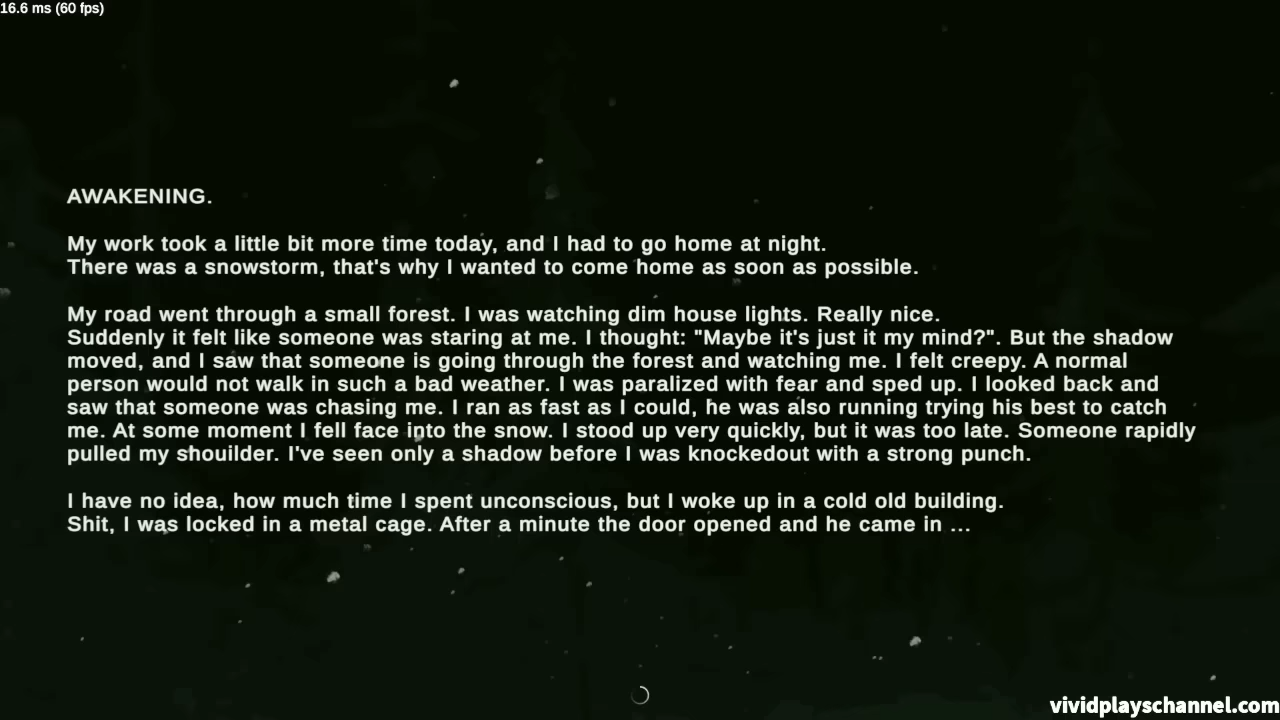 16.6 ms (60 fps)
AWAKENING.
My work took a little bit more time today, and I had to go home at night.
There was a snowstorm, that's why I wanted to come home as soon as possible.
My road went through a small forest. I was watching dim house lights. Really nice.
Suddenly it felt like someone was staring at me. I thought: "Maybe it's just it my mind?". But the shadow
moved, and I saw that someone is going through the forest and watching me. I felt creepy. A normal
person would not walk in such a bad weather. I was paralized with fear and sped up. I looked back and
saw that someone was chasing me. I ran as fast as I could, he was also running trying his best to catch
me. At some moment I fell face into the snow. I stood up very quickly, but it was too late. Someone rapidly
pulled my shouilder. I've seen only a shadow before I was knockedout with a strong punch.
I have no idea, how much time I spent unconscious, but I woke up in a cold old building.
Shit, I was locked in a metal cage. After a minute the door opened and he came in ...
vividplayschannel.com